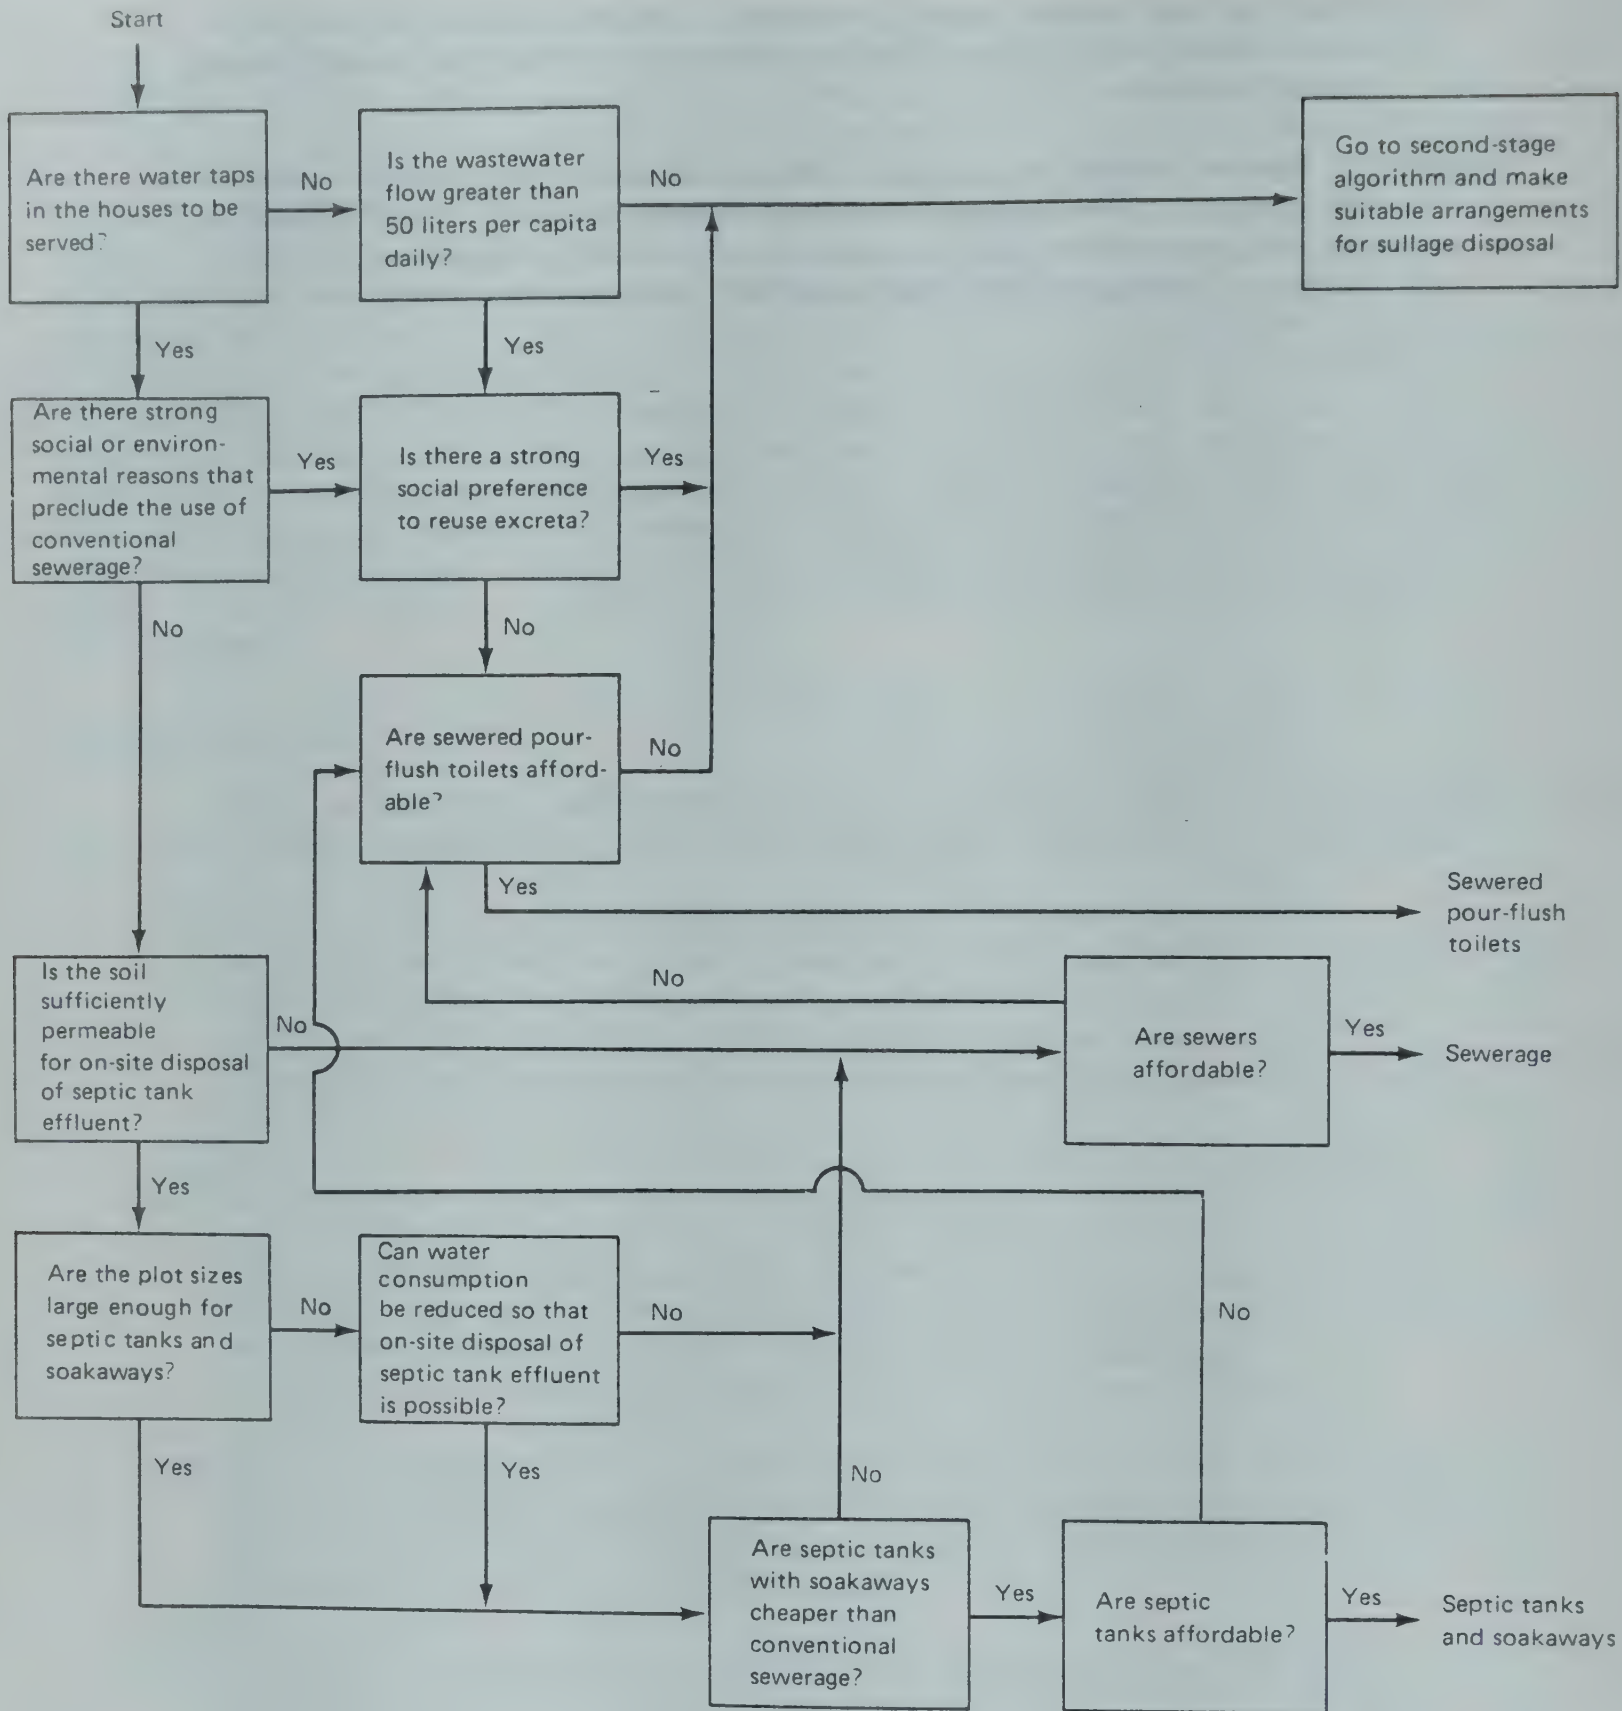 Start
Are there water taps
in the houses to be
served?
No
Is the wastewater
flow greater than
50 liters per capita
daily?
No
Go to second-stage
algorithm and make
suitable arrangements
for sullage disposal
Yes
Yes
Are there strong
social or environ-
mental reasons that
preclude the use of
conventional
sewerage?
Yes
Is there a strong
social preference
to reuse excreta?
Yes
No
No
Are sewered pour-
flush toilets afford-
able?
No
Yes
Sewered
pour-flush
toilets
Is the soil
sufficiently
permeable
for on-site disposal
of septic tank
effluent?
No
No
Are sewers
affordable?
Yes
Sewerage
Yes
Are the plot sizes
large enough for
septic tanks and
soakaways?
No
Can water
consumption
be reduced so that
on-site disposal of
septic tank effluent
is possible?
No
No
Yes
Yes
No
Are septic tanks
with soakaways
cheaper than
conventional
sewerage?
Yes
Are septic
tanks affordable?
Yes
Septic tanks
and soakaways